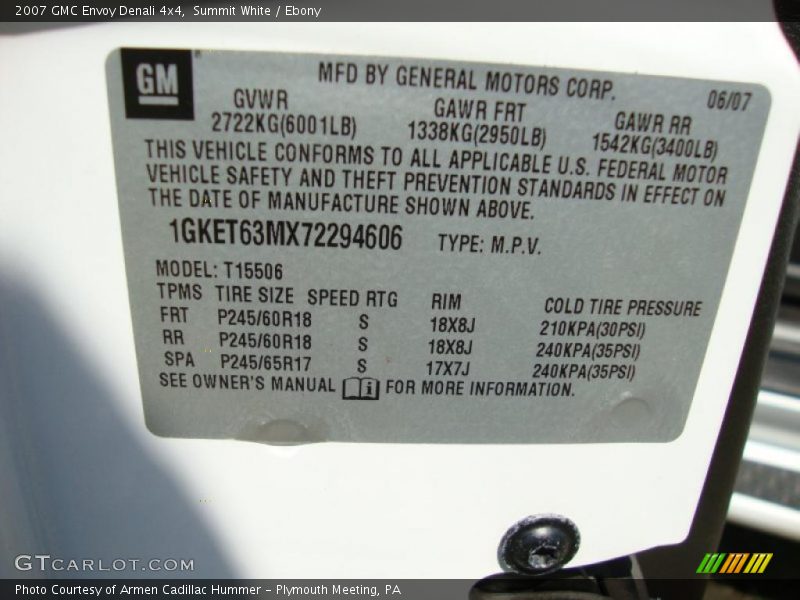 2007 GMC Envoy Denali 4x4, Summit White / Ebony
GM
MFD BY GENERAL MOTORS CORP. 06/07
GVWR GAWR FRT GAWR RR
2722KG(6001LB) 1338KG(2950LB) 1542KG(3400LB)
THIS VEHICLE CONFORMS TO ALL APPLICABLE U.S. FEDERAL MOTOR
VEHICLE SAFETY AND THEFT PREVENTION STANDARDS IN EFFECT ON
THE DATE OF MANUFACTURE SHOWN ABOVE.
1GKET63MX72294606 TYPE: M.P.V.
MODEL: T15506
TPMS TIRE SIZE SPEED RTG RIM COLD TIRE PRESSURE
FRT P245/60R18 S 18X8J 210KPA(30PSI)
RR P245/60R18 S 18X8J 240KPA(35PSI)
SPA P245/65R17 S 17X7J 240KPA(35PSI)
SEE OWNER'S MANUAL i FOR MORE INFORMATION.
GTCARLOT.COM
Photo Courtesy of Armen Cadillac Hummer - Plymouth Meeting, PA